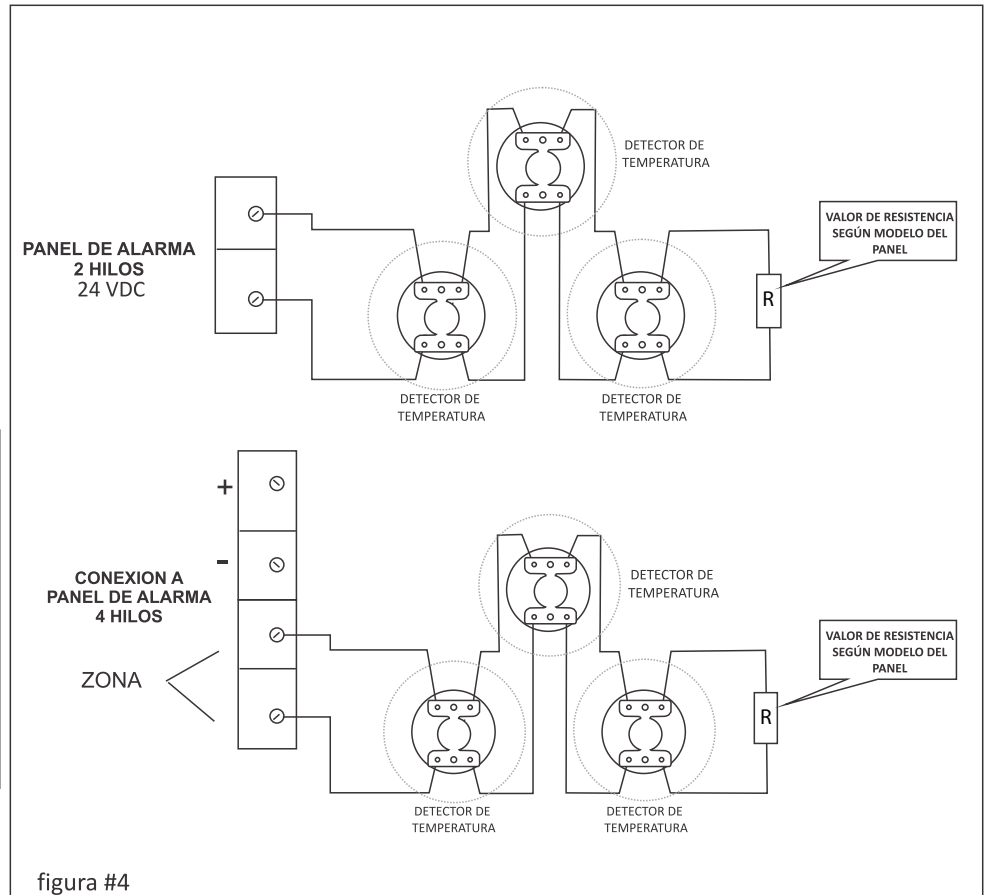 DETECTOR DE
TEMPERATURA
PANEL DE ALARMA
2 HILOS
24 VDC
VALOR DE RESISTENCIA
SEGÚN MODELO DEL
PANEL
R
DETECTOR DE
TEMPERATURA
DETECTOR DE
TEMPERATURA
+
-
CONEXION A
PANEL DE ALARMA
4 HILOS
ZONA
DETECTOR DE
TEMPERATURA
VALOR DE RESISTENCIA
SEGÚN MODELO DEL
PANEL
R
DETECTOR DE
TEMPERATURA
DETECTOR DE
TEMPERATURA
figura #4